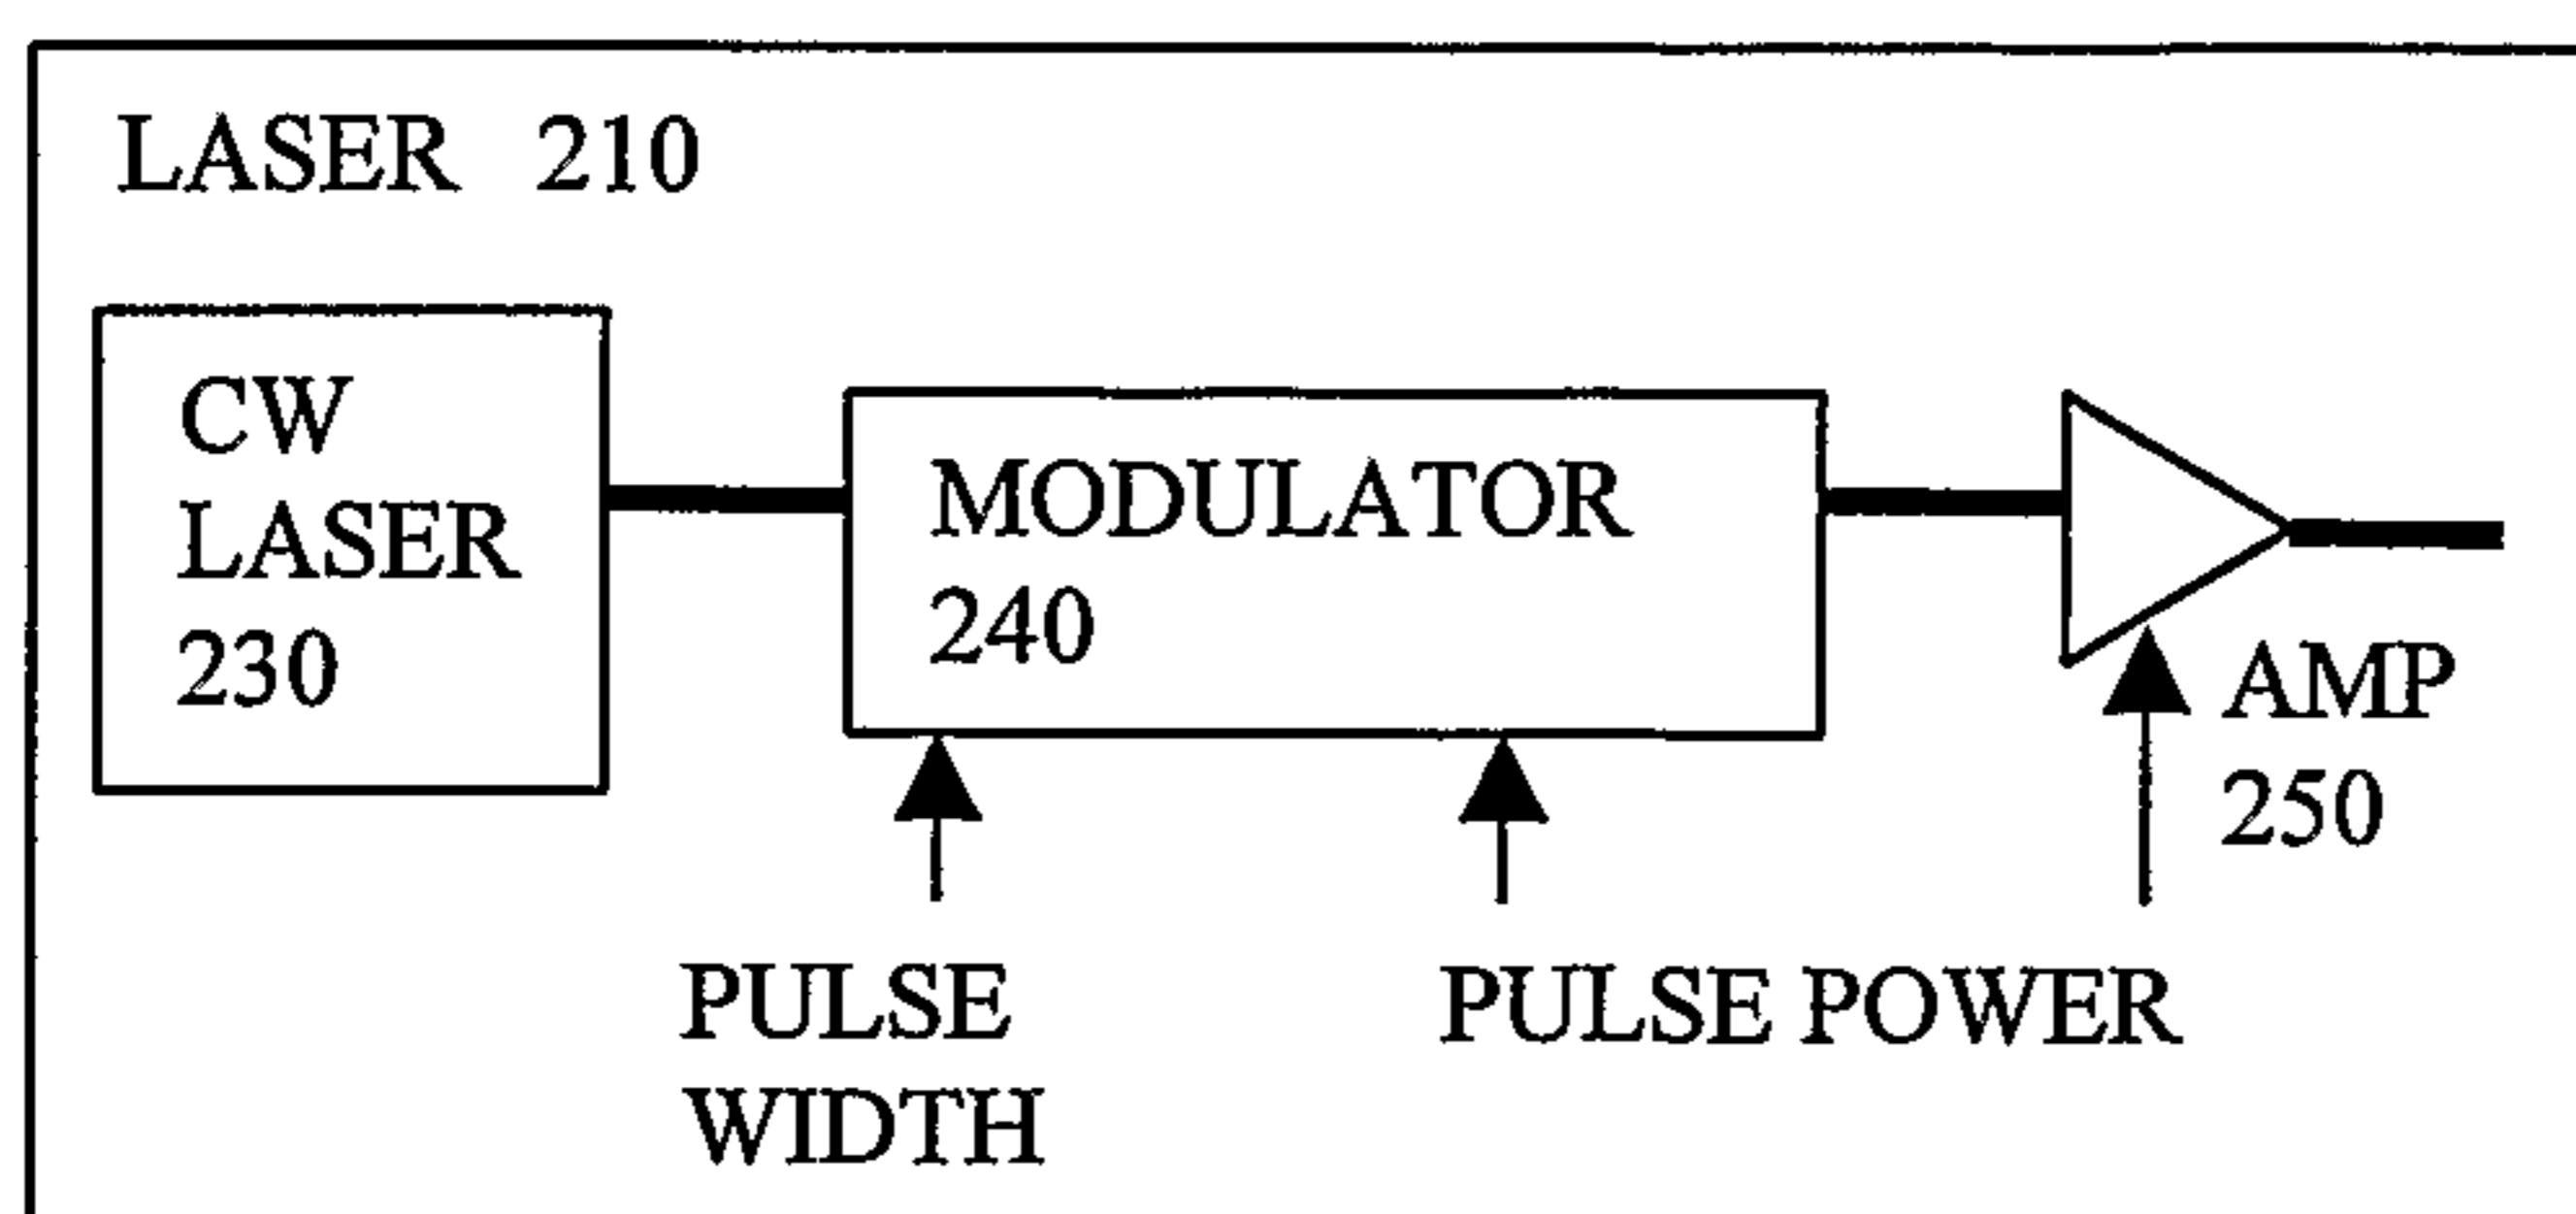 LASER 210
CW
LASER
230
MODULATOR
240
AMP
250
PULSE
WIDTH
PULSE POWER